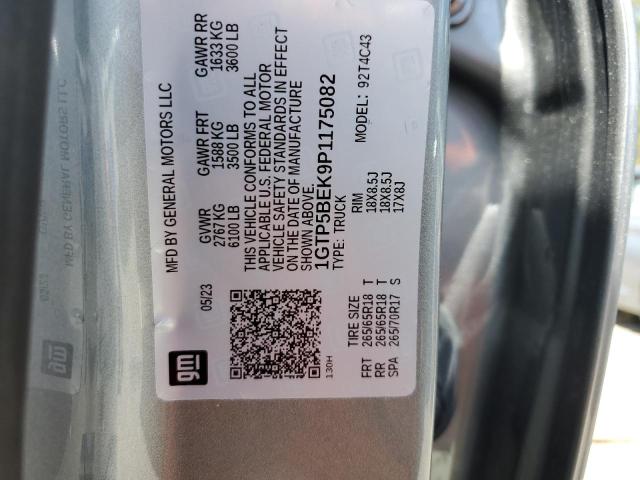 gm
MFD BY GENERAL MOTORS LLC
05/23
GVWR GAWR FRT GAWR RR
2767KG 1588 KG 1633 KG
6100 LB 3500 LB 3600 LB
THIS VEHICLE CONFORMS TO ALL
APPLICABLE U.S. FEDERAL MOTOR
VEHICLE SAFETY STANDARDS IN EFFECT
ON THE DATE OF MANUFACTURE
SHOWN ABOVE.
1GTP5BEK9P1175082
TYPE: TRUCK MODEL: 92T4C43
130H
TIRE SIZE RIM
FRT 265/65R18 T 18X8.5J
RR 265/65R18 T 18X8.5J
SPA 265/70R17 S 17X8J